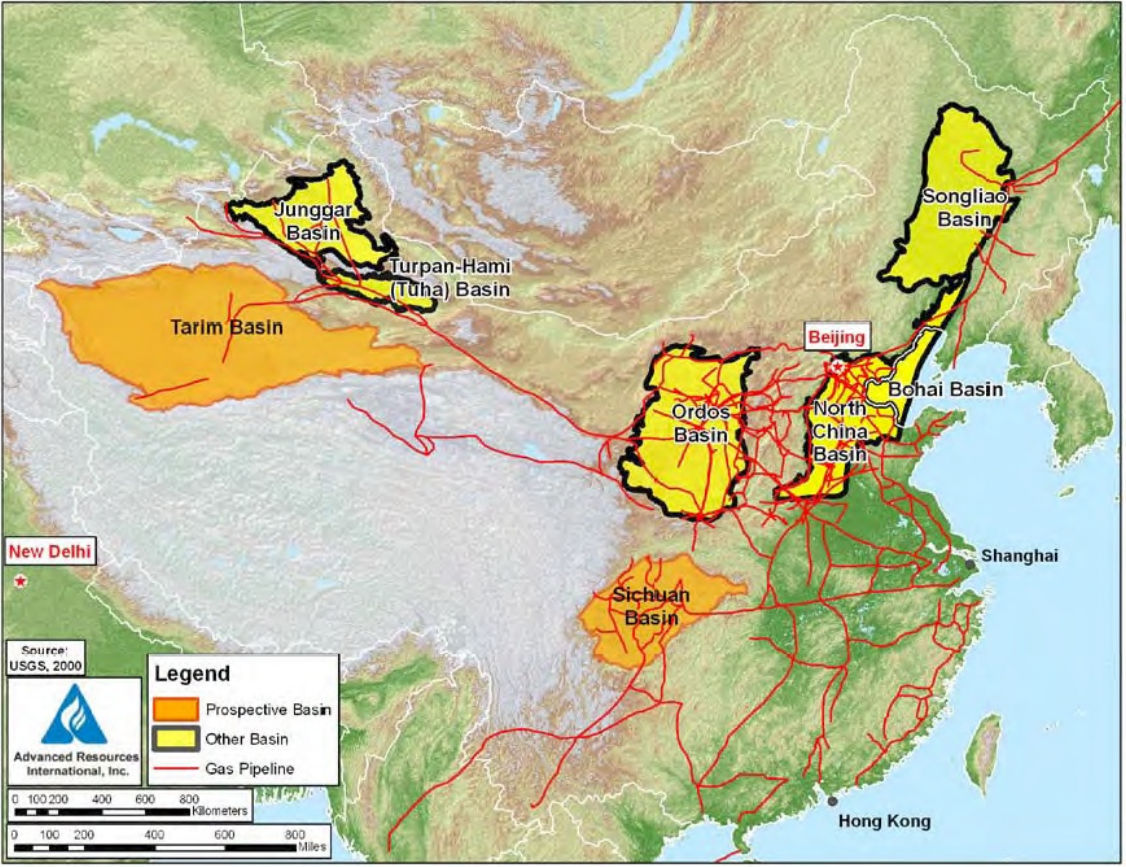 Junggar
Basin
Turpan-Hami
(Tuha) Basin
Tarim Basin
Songliao
Basin
Beijing
Bohai Basin
Ordos
Basin
North
China
Basin
New Delhi
Shanghai
Sichuan
Basin
Hong Kong
Source:
USGS, 2000
Advanced Resources
International, Inc.
Legend
Prospective Basin
Other Basin
Gas Pipeline
0 100 200 400 600 800
Kilometers
0 100 200 400 600 800
Miles